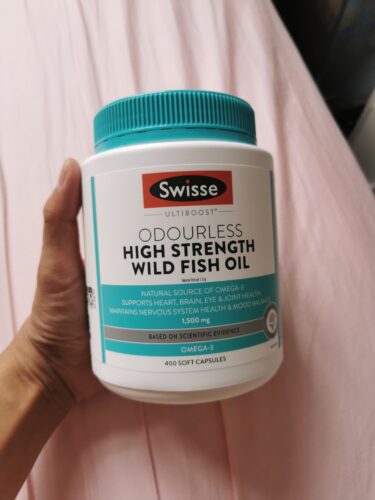 Swisse
ULTIBOOST
ODOURLESS
HIGH STRENGTH
WILD FISH OIL
NATURAL SOURCE OF OMEGA-3
SUPPORTS HEART, BRAIN, EYE & JOINT HEALTH
MAINTAINS NERVOUS SYSTEM HEALTH & MOOD BALANCE
1,500 mg
BASED ON SCIENTIFIC EVIDENCE
OMEGA-3
400 SOFT CAPSULES